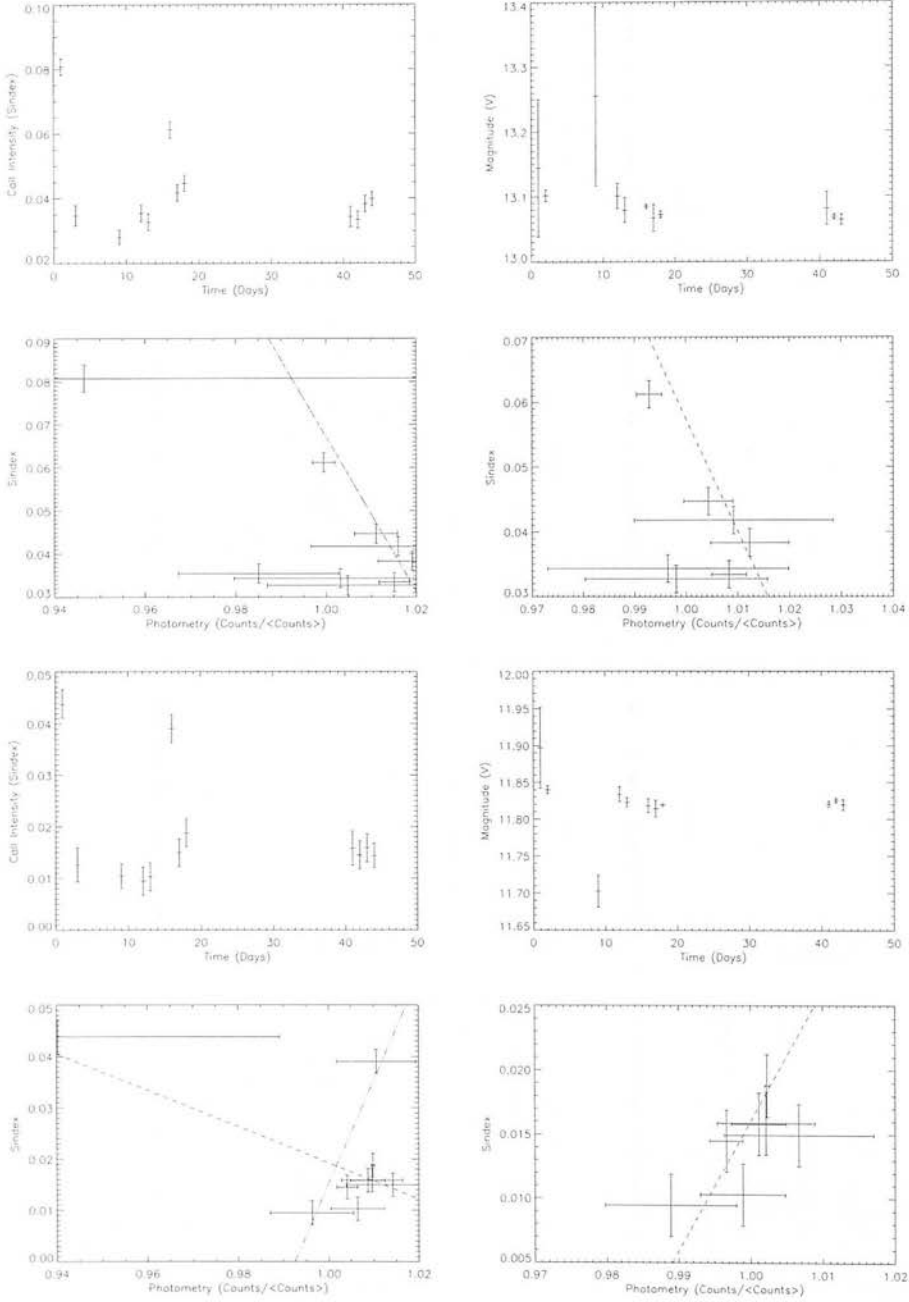 0.10
0.08
0.06
0.04
0.02
0 10 20 30 40 50
CaII Intensity (Sindex)
Time (Days)
13.4
13.3
13.2
13.1
13.0
0 10 20 30 40 50
Magnitude (V)
Time (Days)
0.09
0.08
0.07
0.06
0.05
0.04
0.03
0.94 0.96 0.98 1.00 1.02
Sindex
Photometry (Counts/<Counts>)
0.07
0.06
0.05
0.04
0.03
0.97 0.98 0.99 1.00 1.01 1.02 1.03 1.04
Sindex
Photometry (Counts/<Counts>)
0.05
0.04
0.03
0.02
0.01
0.00
0 10 20 30 40 50
CaII Intensity (Sindex)
Time (Days)
12.00
11.95
11.90
11.85
11.80
11.75
11.70
11.65
0 10 20 30 40 50
Magnitude (V)
Time (Days)
0.05
0.04
0.03
0.02
0.01
0.00
0.94 0.96 0.98 1.00 1.02
Sindex
Photometry (Counts/<Counts>)
0.025
0.020
0.015
0.010
0.005
0.97 0.98 0.99 1.00 1.01 1.02
Sindex
Photometry (Counts/<Counts>)